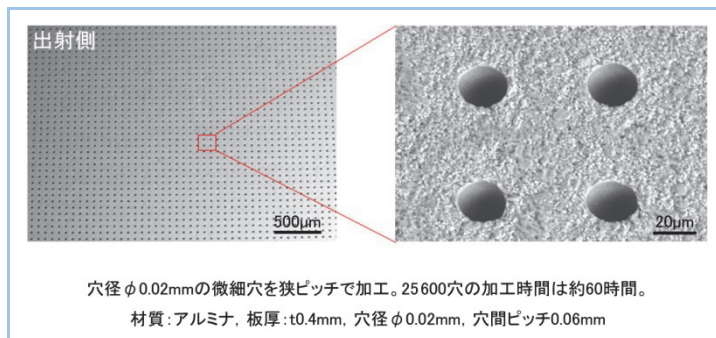 出射側
500μm
20μm
穴径φ0.02mmの微細穴を狭ピッチで加工。25600穴の加工時間は約60時間。
材質:アルミナ, 板厚:t0.4mm, 穴径φ0.02mm, 穴間ピッチ0.06mm